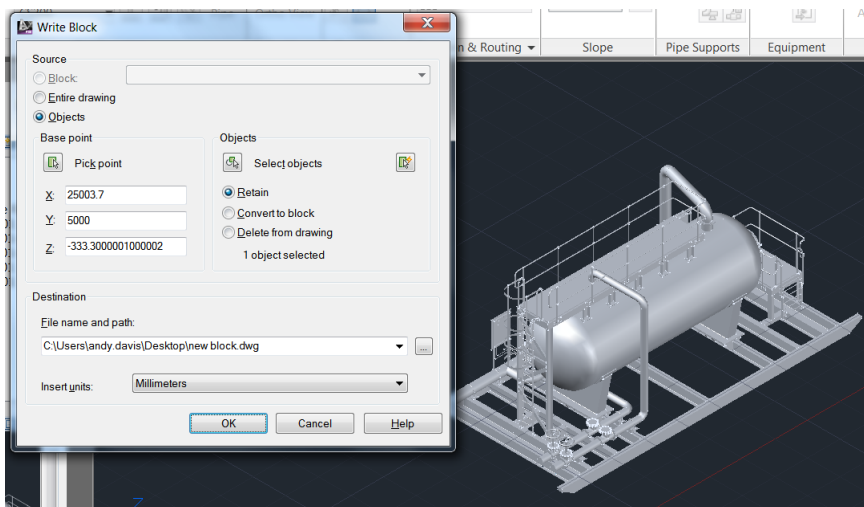 Write Block
n & Routing
Slope
Pipe Supports
Equipment
Source
Block:
Entire drawing
Objects
Base point
Objects
Pick point
Select objects
X: 25003.7
Retain
Y: 5000
Convert to block
Z: -333.3000001000002
Delete from drawing
1 object selected
Destination
File name and path:
C:\Users\andy.davis\Desktop\new block.dwg
...
Insert units:
Millimeters
OK
Cancel
Help
Z